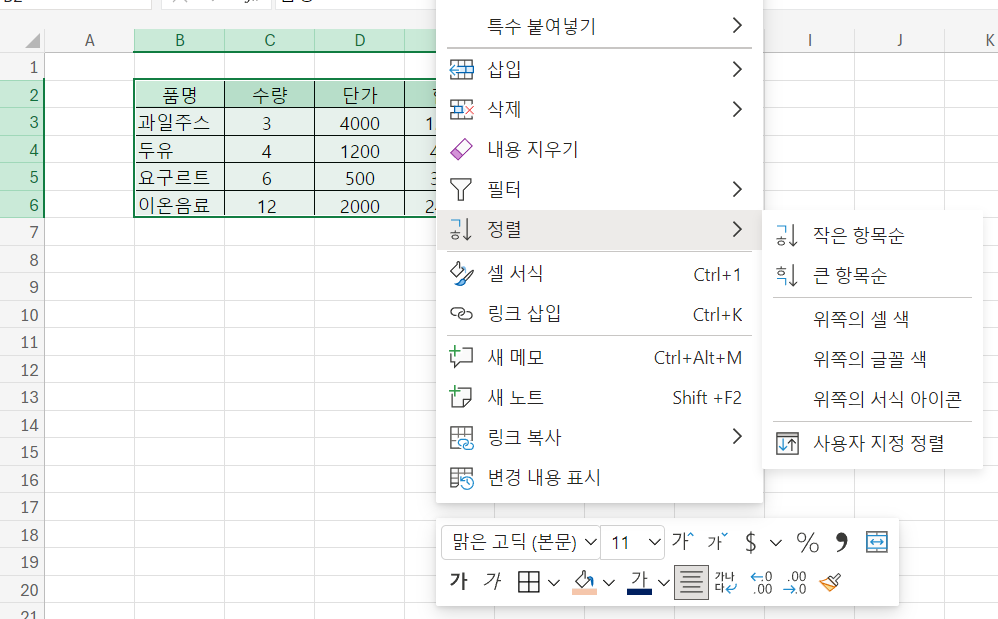 A B C D I J K
1
2 품명 수량 단가
3 과일주스 3 4000
4 두유 4 1200
5 요구르트 6 500
6 이온음료 12 2000
7
8
9
10
11
12
13
14
15
16
17
18
19
20
21
특수 붙여넣기
삽입
삭제
내용 지우기
필터
정렬
셀 서식 Ctrl+1
링크 삽입 Ctrl+K
새 메모 Ctrl+Alt+M
새 노트 Shift +F2
링크 복사
변경 내용 표시
작은 항목순
큰 항목순
위쪽의 셀 색
위쪽의 글꼴 색
위쪽의 서식 아이콘
사용자 지정 정렬
맑은 고딕 (본문) 11 가 가 $ % ,
가 가 가 가나다 .0 .00 .00 .0